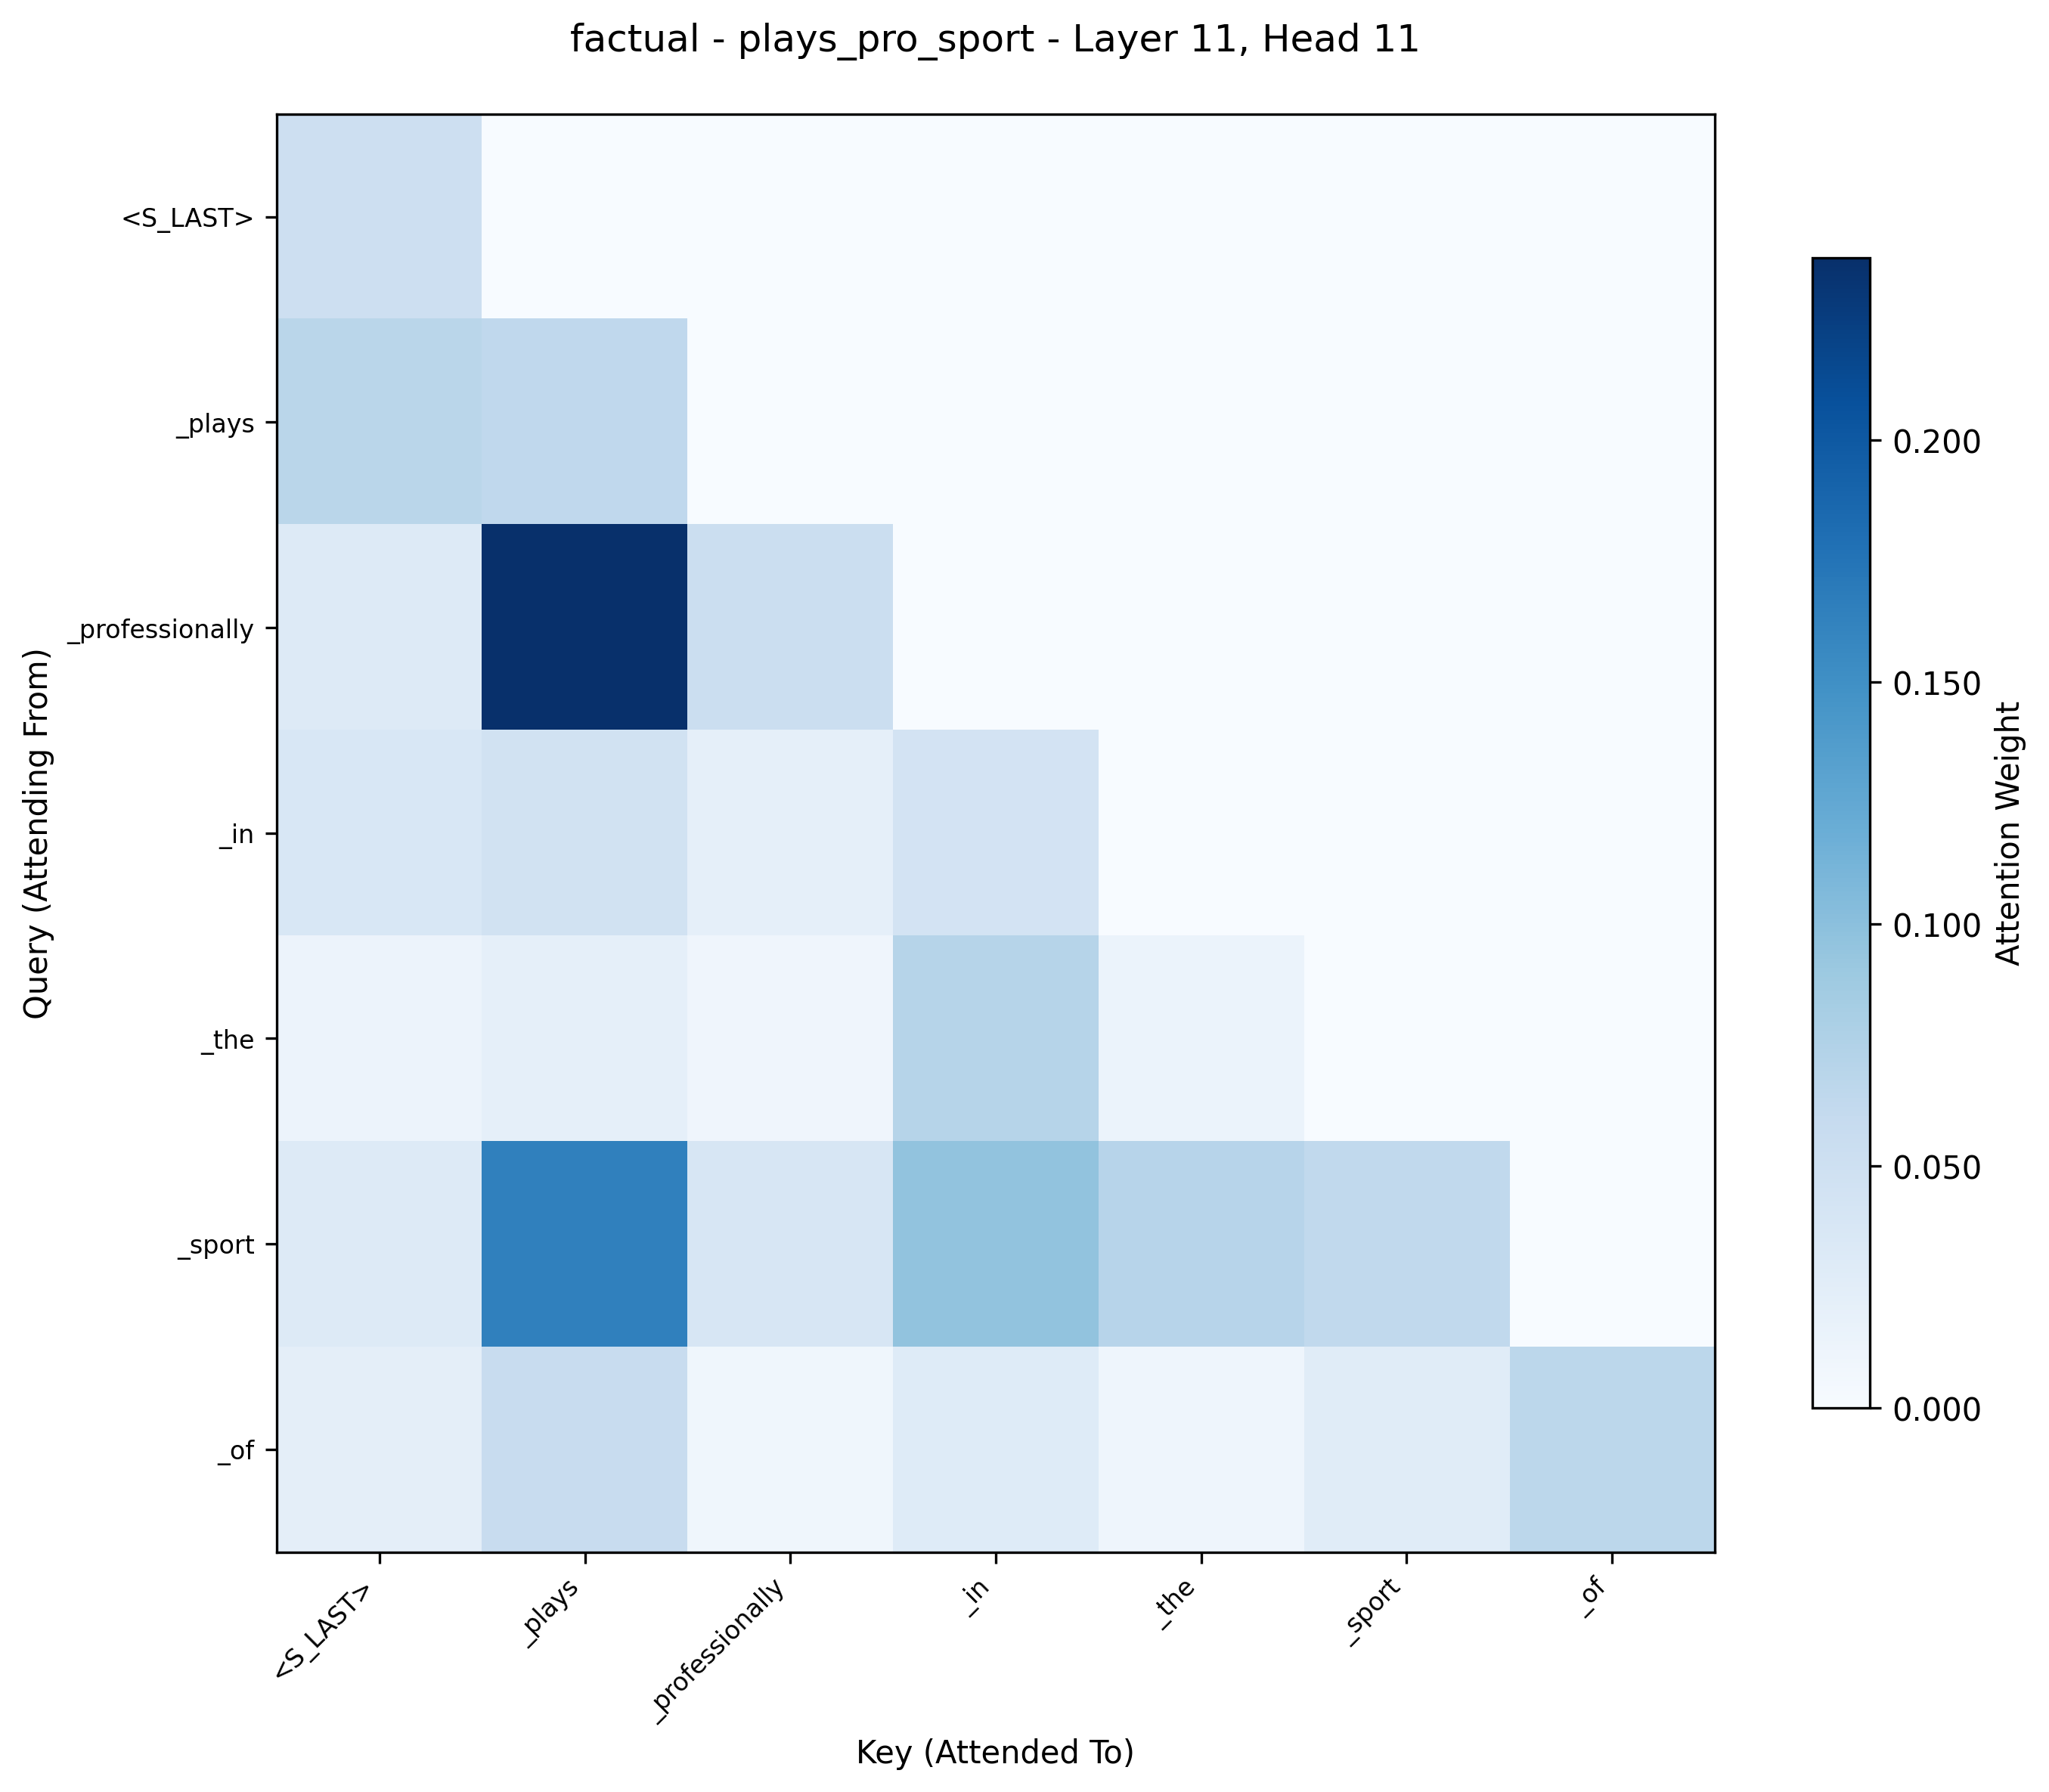 factual - plays_pro_sport - Layer 11, Head 11
Query (Attending From)
<S_LAST>
_plays
_professionally
_in
_the
_sport
_of
<S_LAST>
_plays
_professionally
_in
_the
_sport
_of
Key (Attended To)
0.200
0.150
0.100
0.050
0.000
Attention Weight